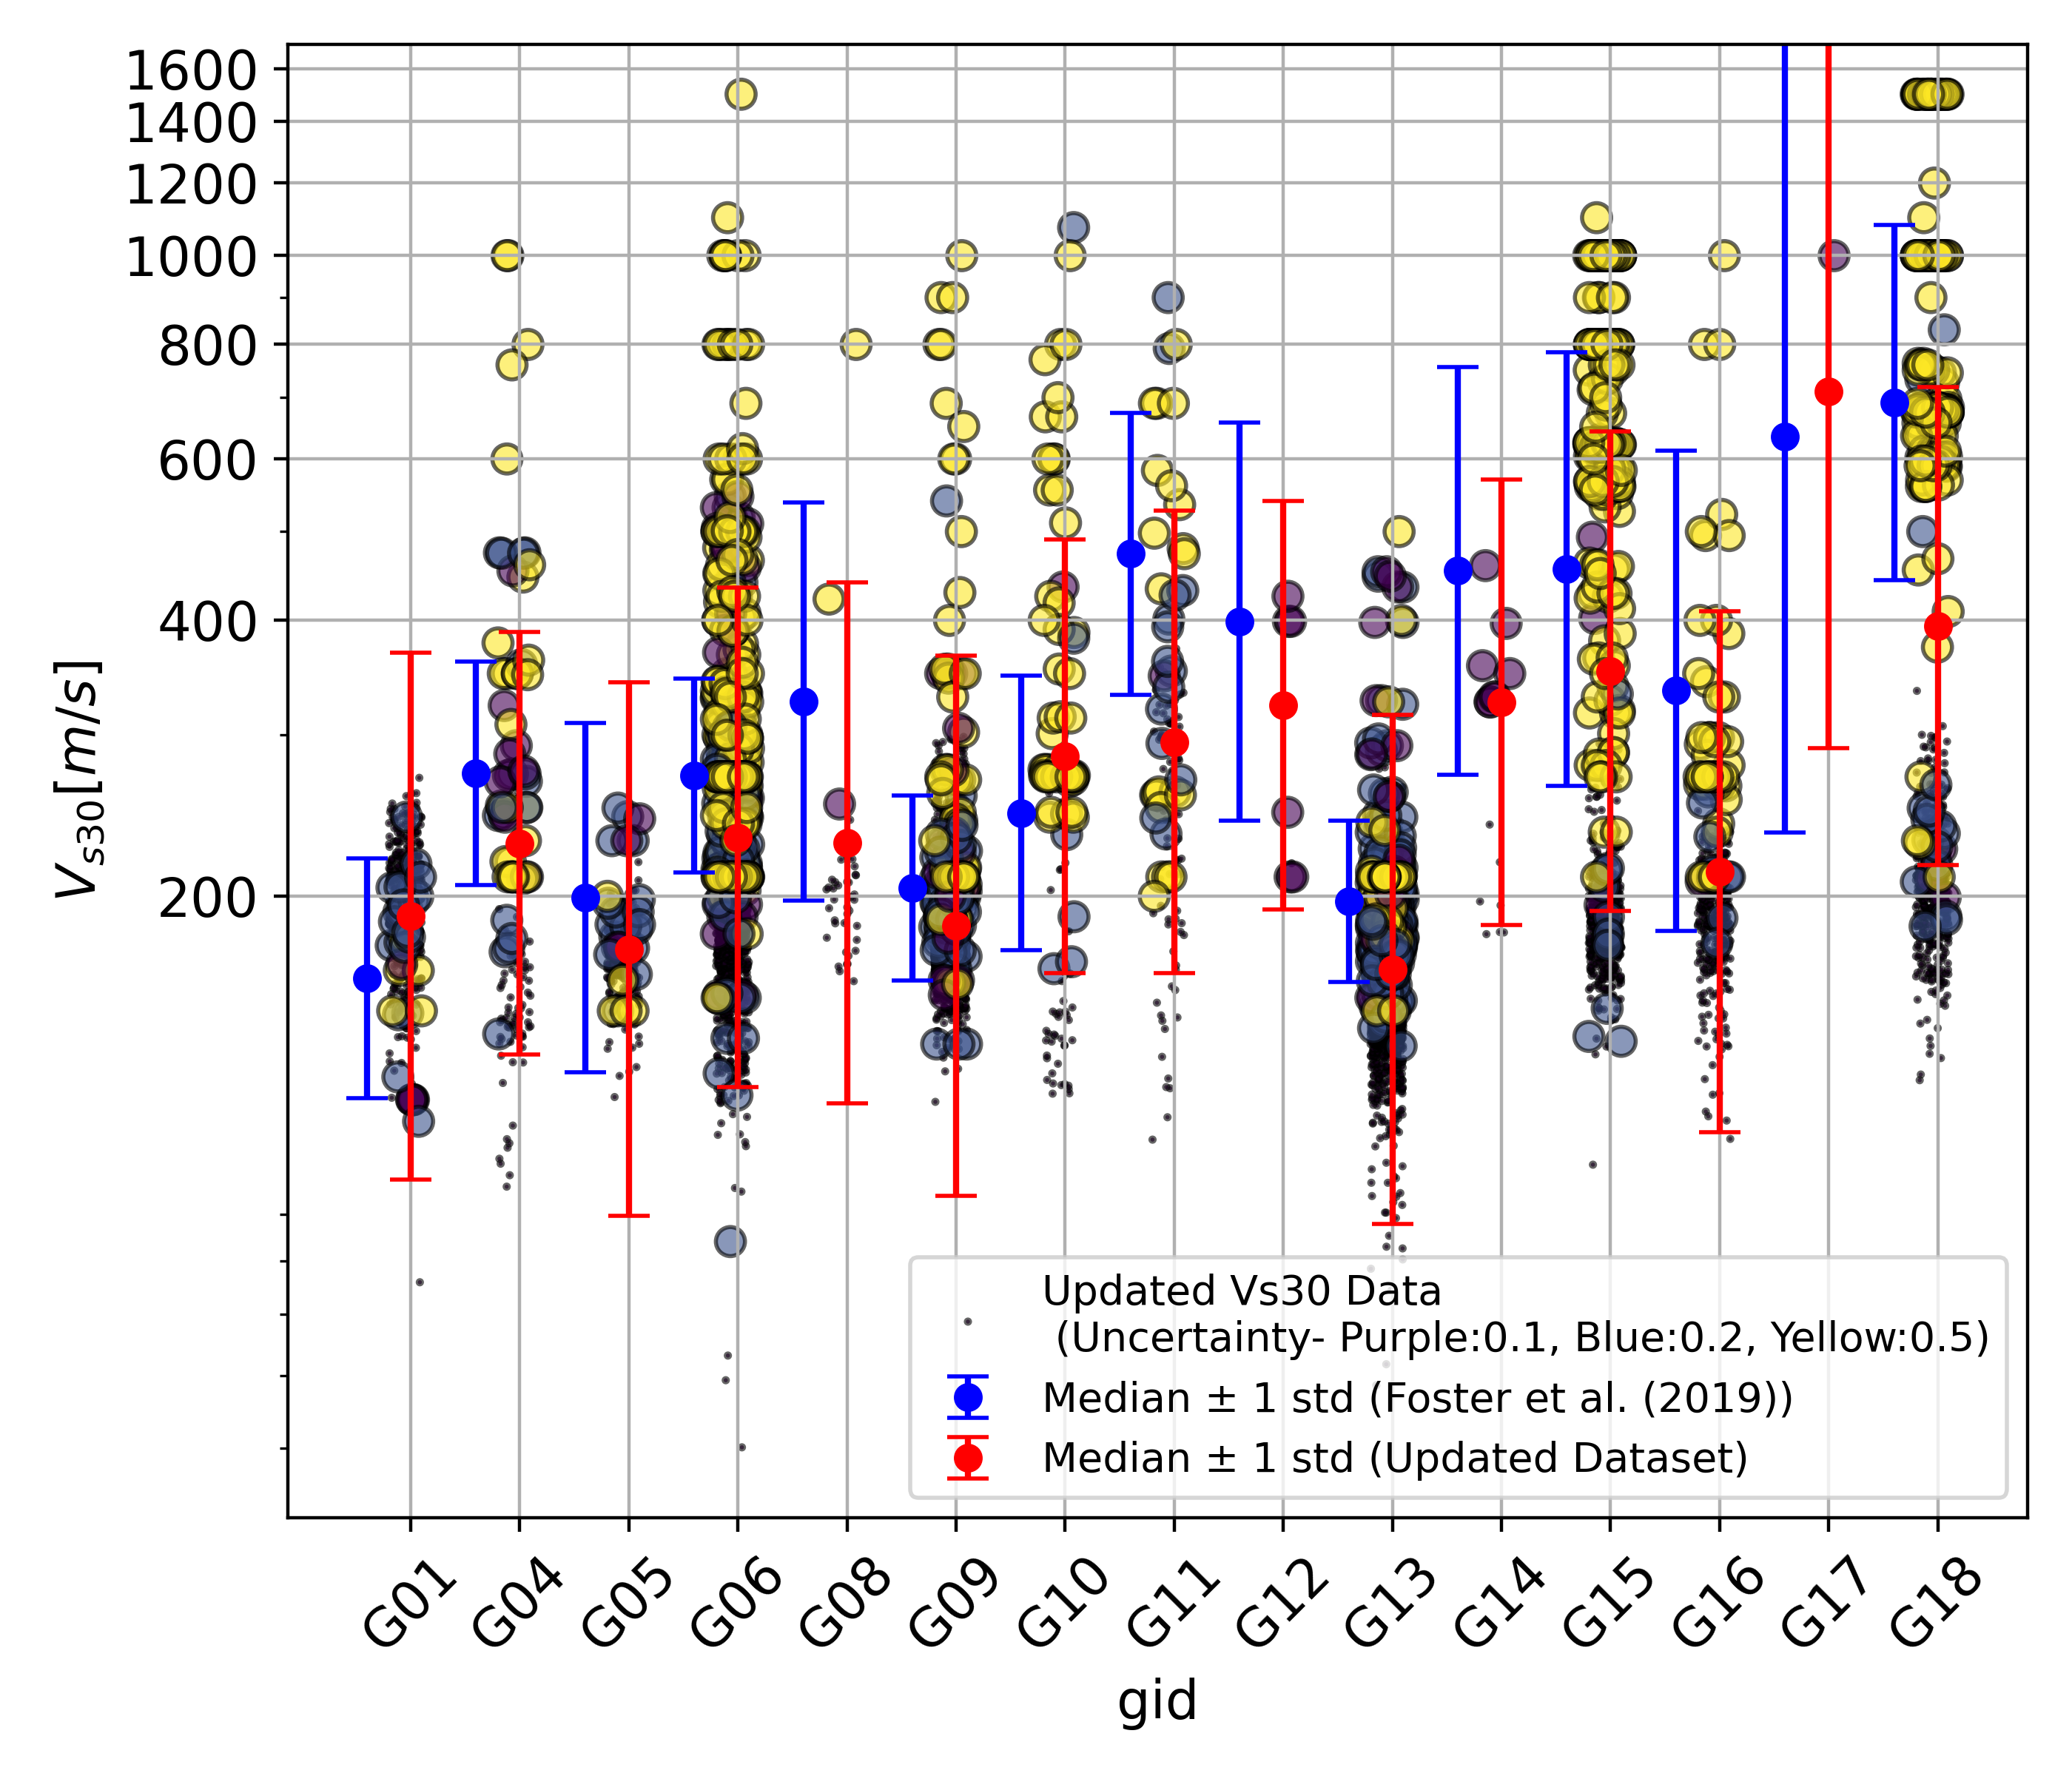 1600
1400
1200
1000
800
600
400
200
V_{s30}[m/s]
Updated Vs30 Data
(Uncertainty- Purple:0.1, Blue:0.2, Yellow:0.5)
Median ± 1 std (Foster et al. (2019))
Median ± 1 std (Updated Dataset)
G01 G04 G05 G06 G08 G09 G10 G11 G12 G13 G14 G15 G16 G17 G18
gid